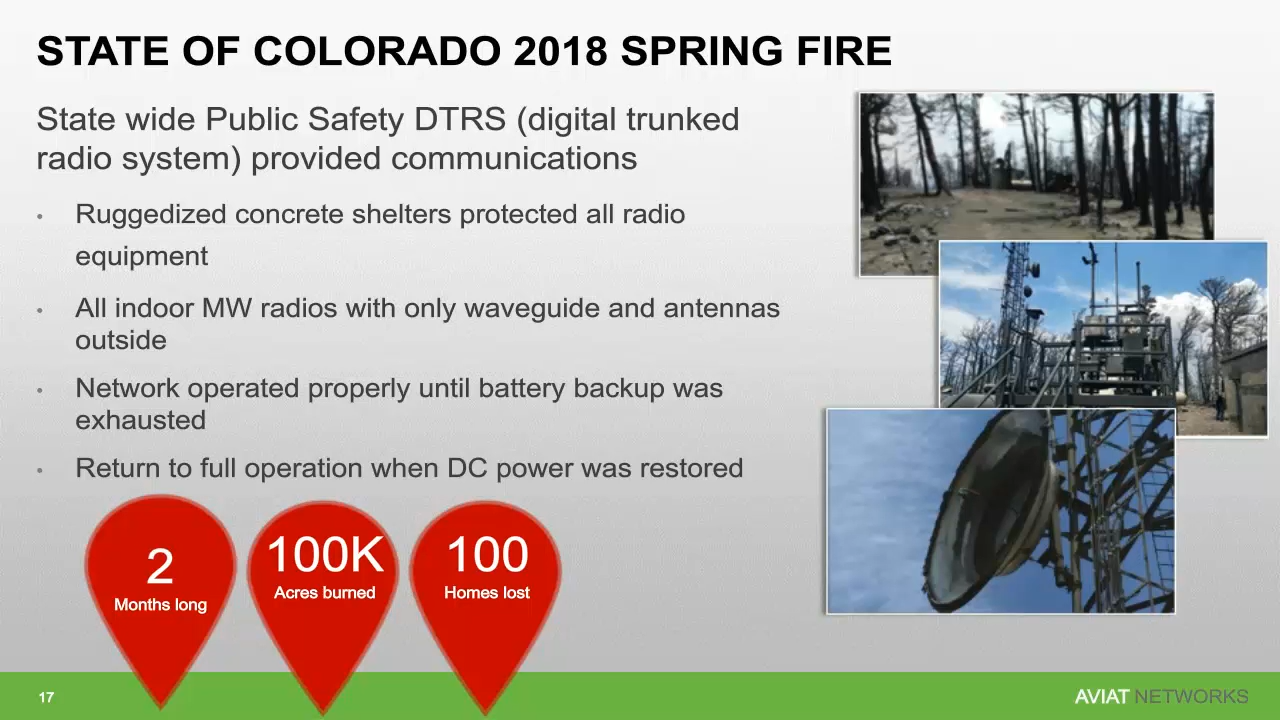 STATE OF COLORADO 2018 SPRING FIRE
State wide Public Safety DTRS (digital trunked
radio system) provided communications
• Ruggedized concrete shelters protected all radio
equipment
• All indoor MW radios with only waveguide and antennas
outside
• Network operated properly until battery backup was
exhausted
• Return to full operation when DC power was restored
2
Months long
100K
Acres burned
100
Homes lost
17
AVIAT NETWORKS